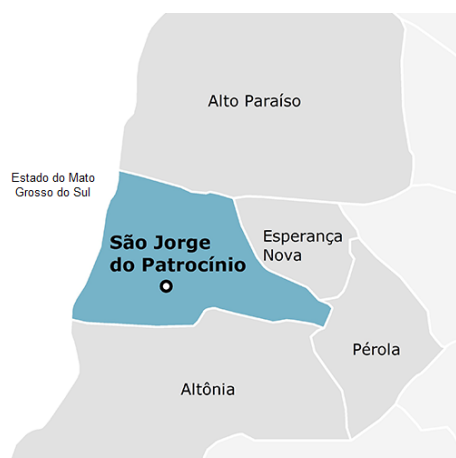 Alto Paraíso
Estado do Mato
Grosso do Sul
São Jorge
do Patrocínio
Esperança
Nova
Pérola
Altônia